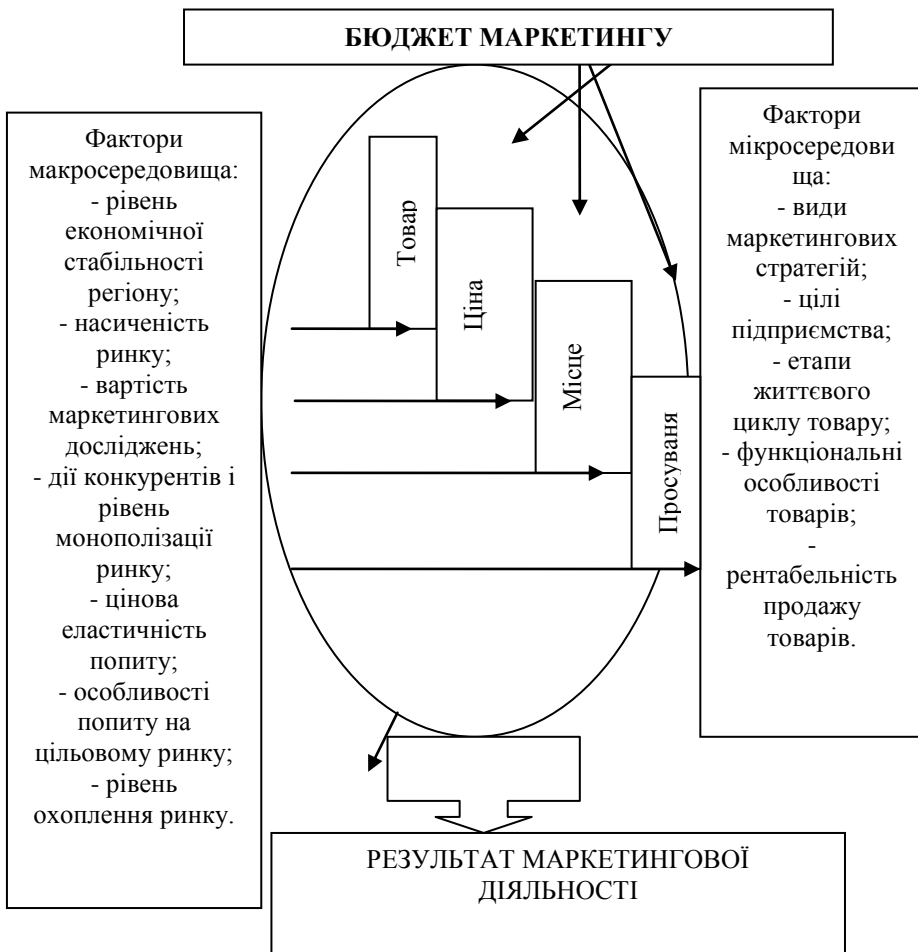 БЮДЖЕТ МАРКЕТИНГУ
Фактори
макросередовища:
- рівень
економічної
стабільності
регіону;
- насиченість
ринку;
- вартість
маркетингових
досліджень;
- дії конкурентів і
рівень
монополізації
ринку;
- цінова
еластичність
попиту;
- особливості
попиту на
цільовому ринку;
- рівень
охоплення ринку.
Товар
Ціна
Місце
Просуваня
Фактори
мікросередови
ща:
- види
маркетингових
стратегій;
- цілі
підприємства;
- етапи
життєвого
циклу товару;
- функціональні
особливості
товарів;
-
рентабельність
продажу
товарів.
РЕЗУЛЬТАТ МАРКЕТИНГОВОЇ
ДІЯЛЬНОСТІ